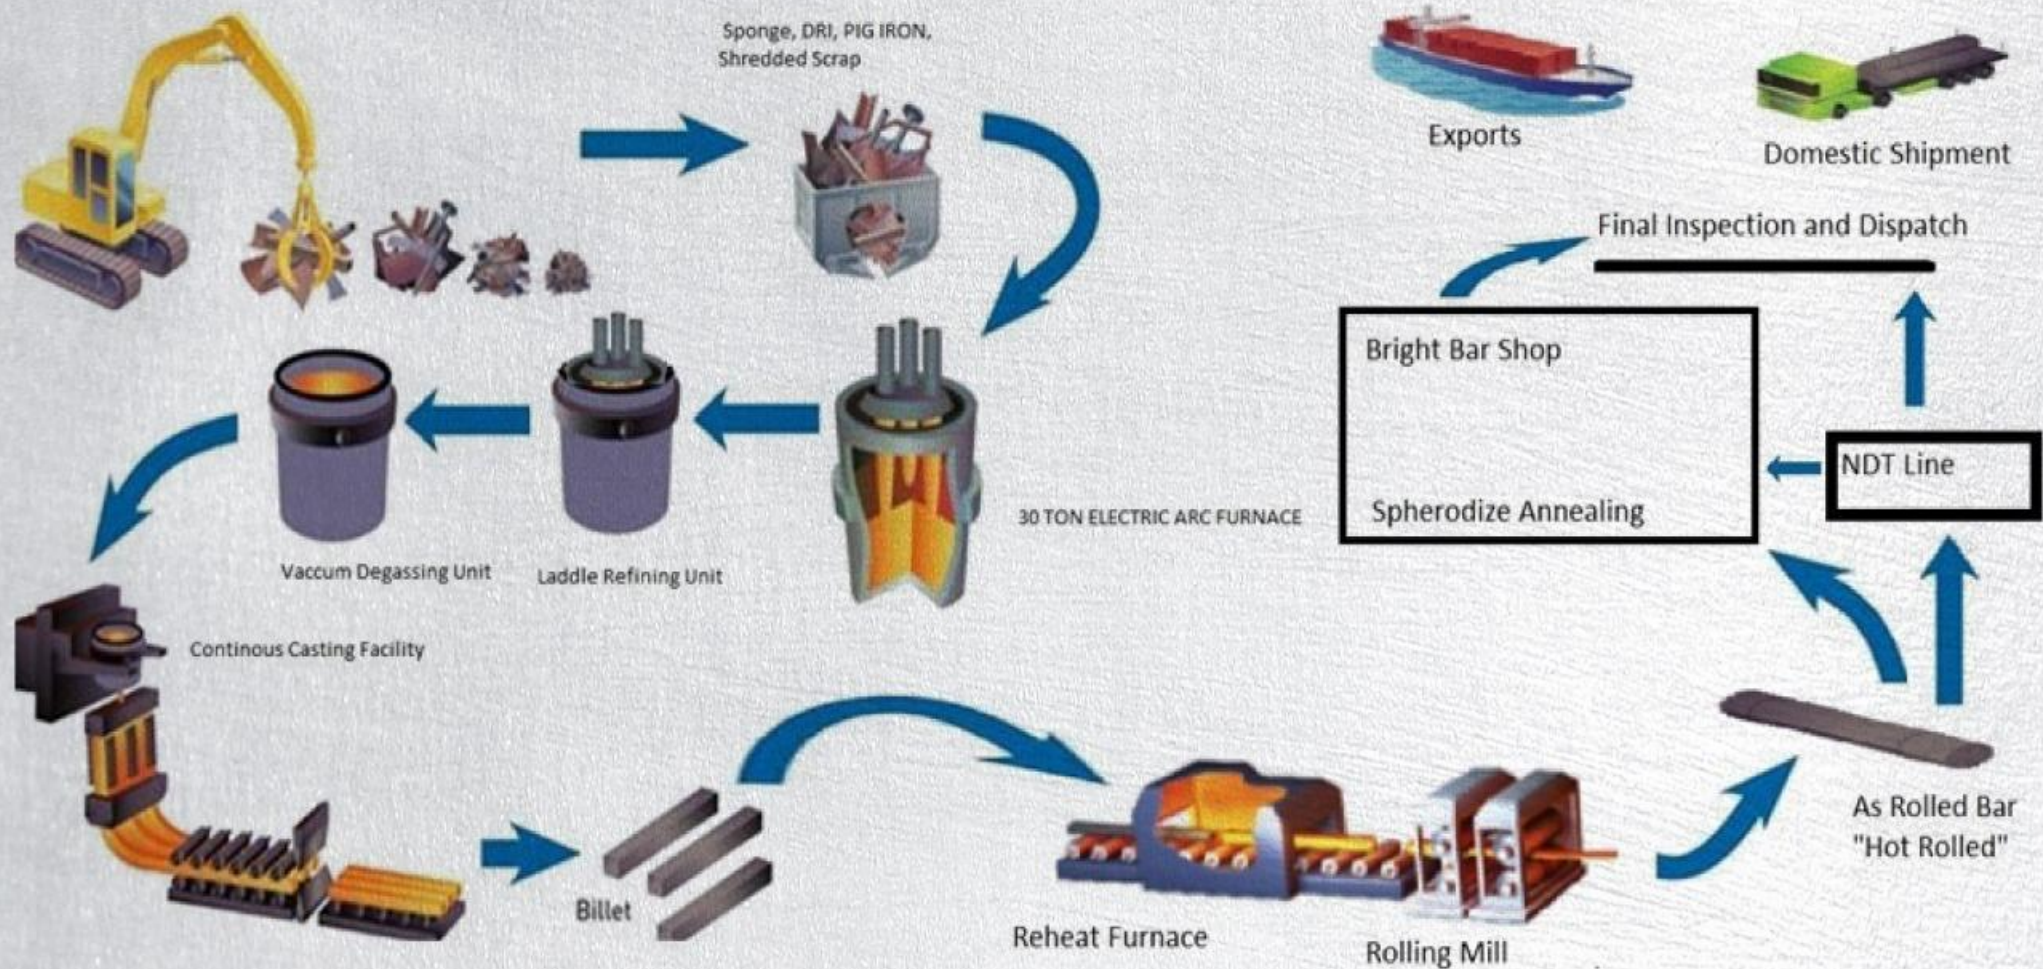 Sponge, DRI, PIG IRON,
Shredded Scrap
Exports
Domestic Shipment
Final Inspection and Dispatch
Bright Bar Shop
NDT Line
Spherodize Annealing
30 TON ELECTRIC ARC FURNACE
Vaccum Degassing Unit
Laddle Refining Unit
Continous Casting Facility
As Rolled Bar
"Hot Rolled"
Billet
Reheat Furnace
Rolling Mill